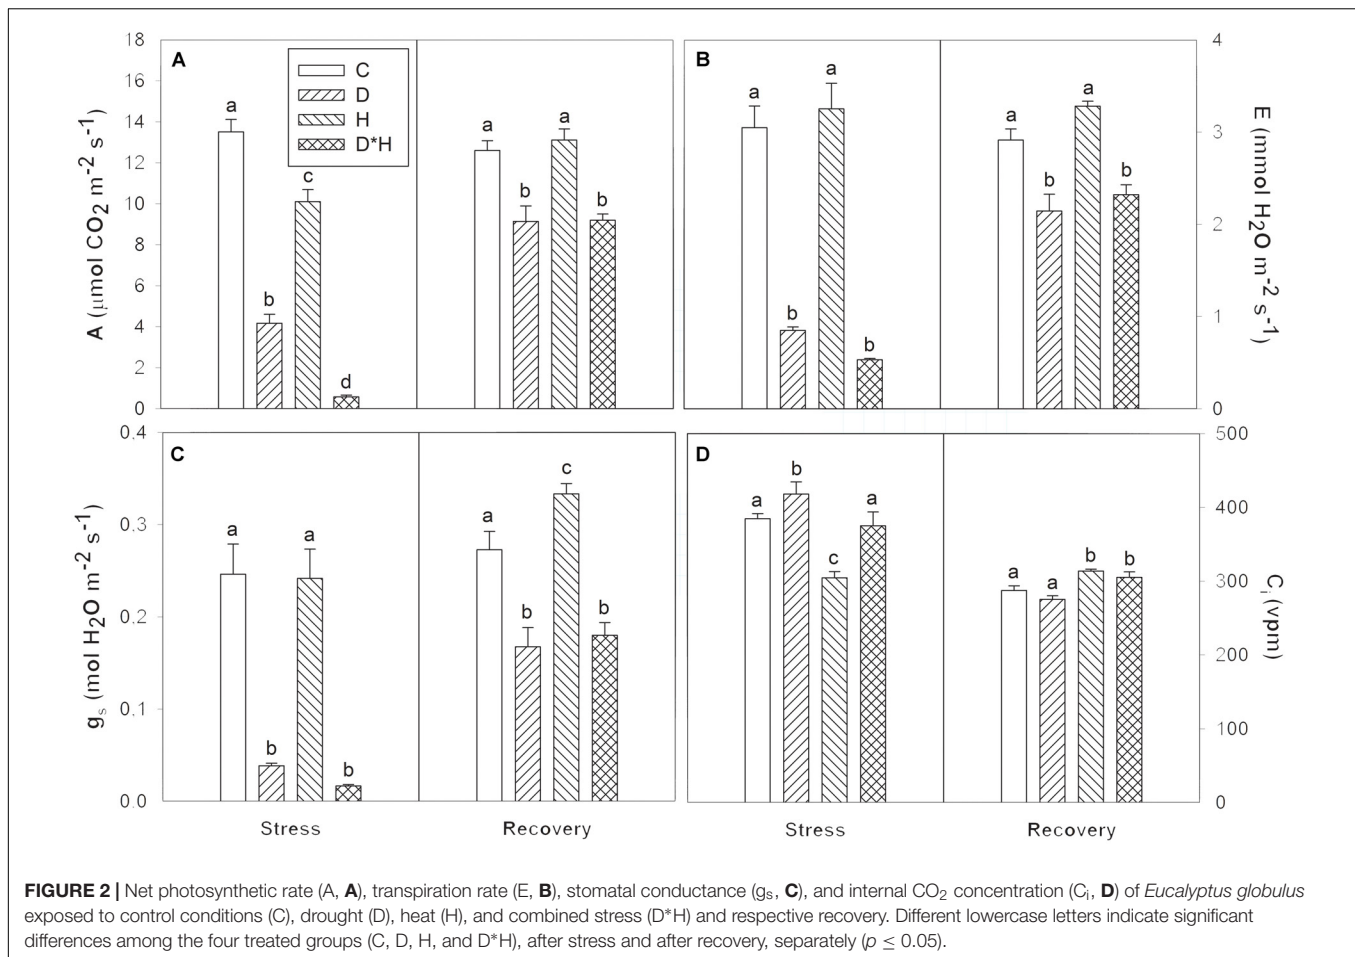 A
C
D
H
D*H
B
18
16
14
12
10
8
6
4
2
0
A (μmol CO2 m-2 s-1)
a
b
c
d
a
b
a
b
a
b
a
b
a
b
a
b
4
3
2
1
0
E (mmol H2O m-2 s-1)
C
D
0.4
0.3
0.2
0.1
0.0
gs (mol H2O m-2 s-1)
a
b
a
b
a
b
c
b
a
b
c
a
a
a
b
b
500
400
300
200
100
0
Ci (vpm)
Stress
Recovery
Stress
Recovery
FIGURE 2 | Net photosynthetic rate (A, A), transpiration rate (E, B), stomatal conductance (gs, C), and internal CO2 concentration (Ci, D) of Eucalyptus globulus
exposed to control conditions (C), drought (D), heat (H), and combined stress (D*H) and respective recovery. Different lowercase letters indicate significant
differences among the four treated groups (C, D, H, and D*H), after stress and after recovery, separately (p ≤ 0.05).